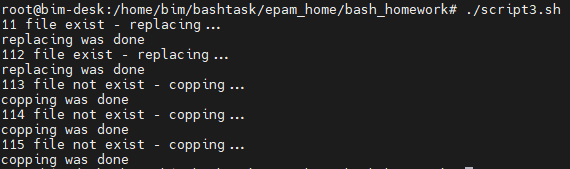 root@bim-desk:/home/bim/bashtask/epam_home/bash_homework# ./script3.sh
11 file exist - replacing...
replacing was done
112 file exist - replacing...
replacing was done
113 file not exist - copping...
copping was done
114 file not exist - copping...
copping was done
115 file not exist - copping...
copping was done